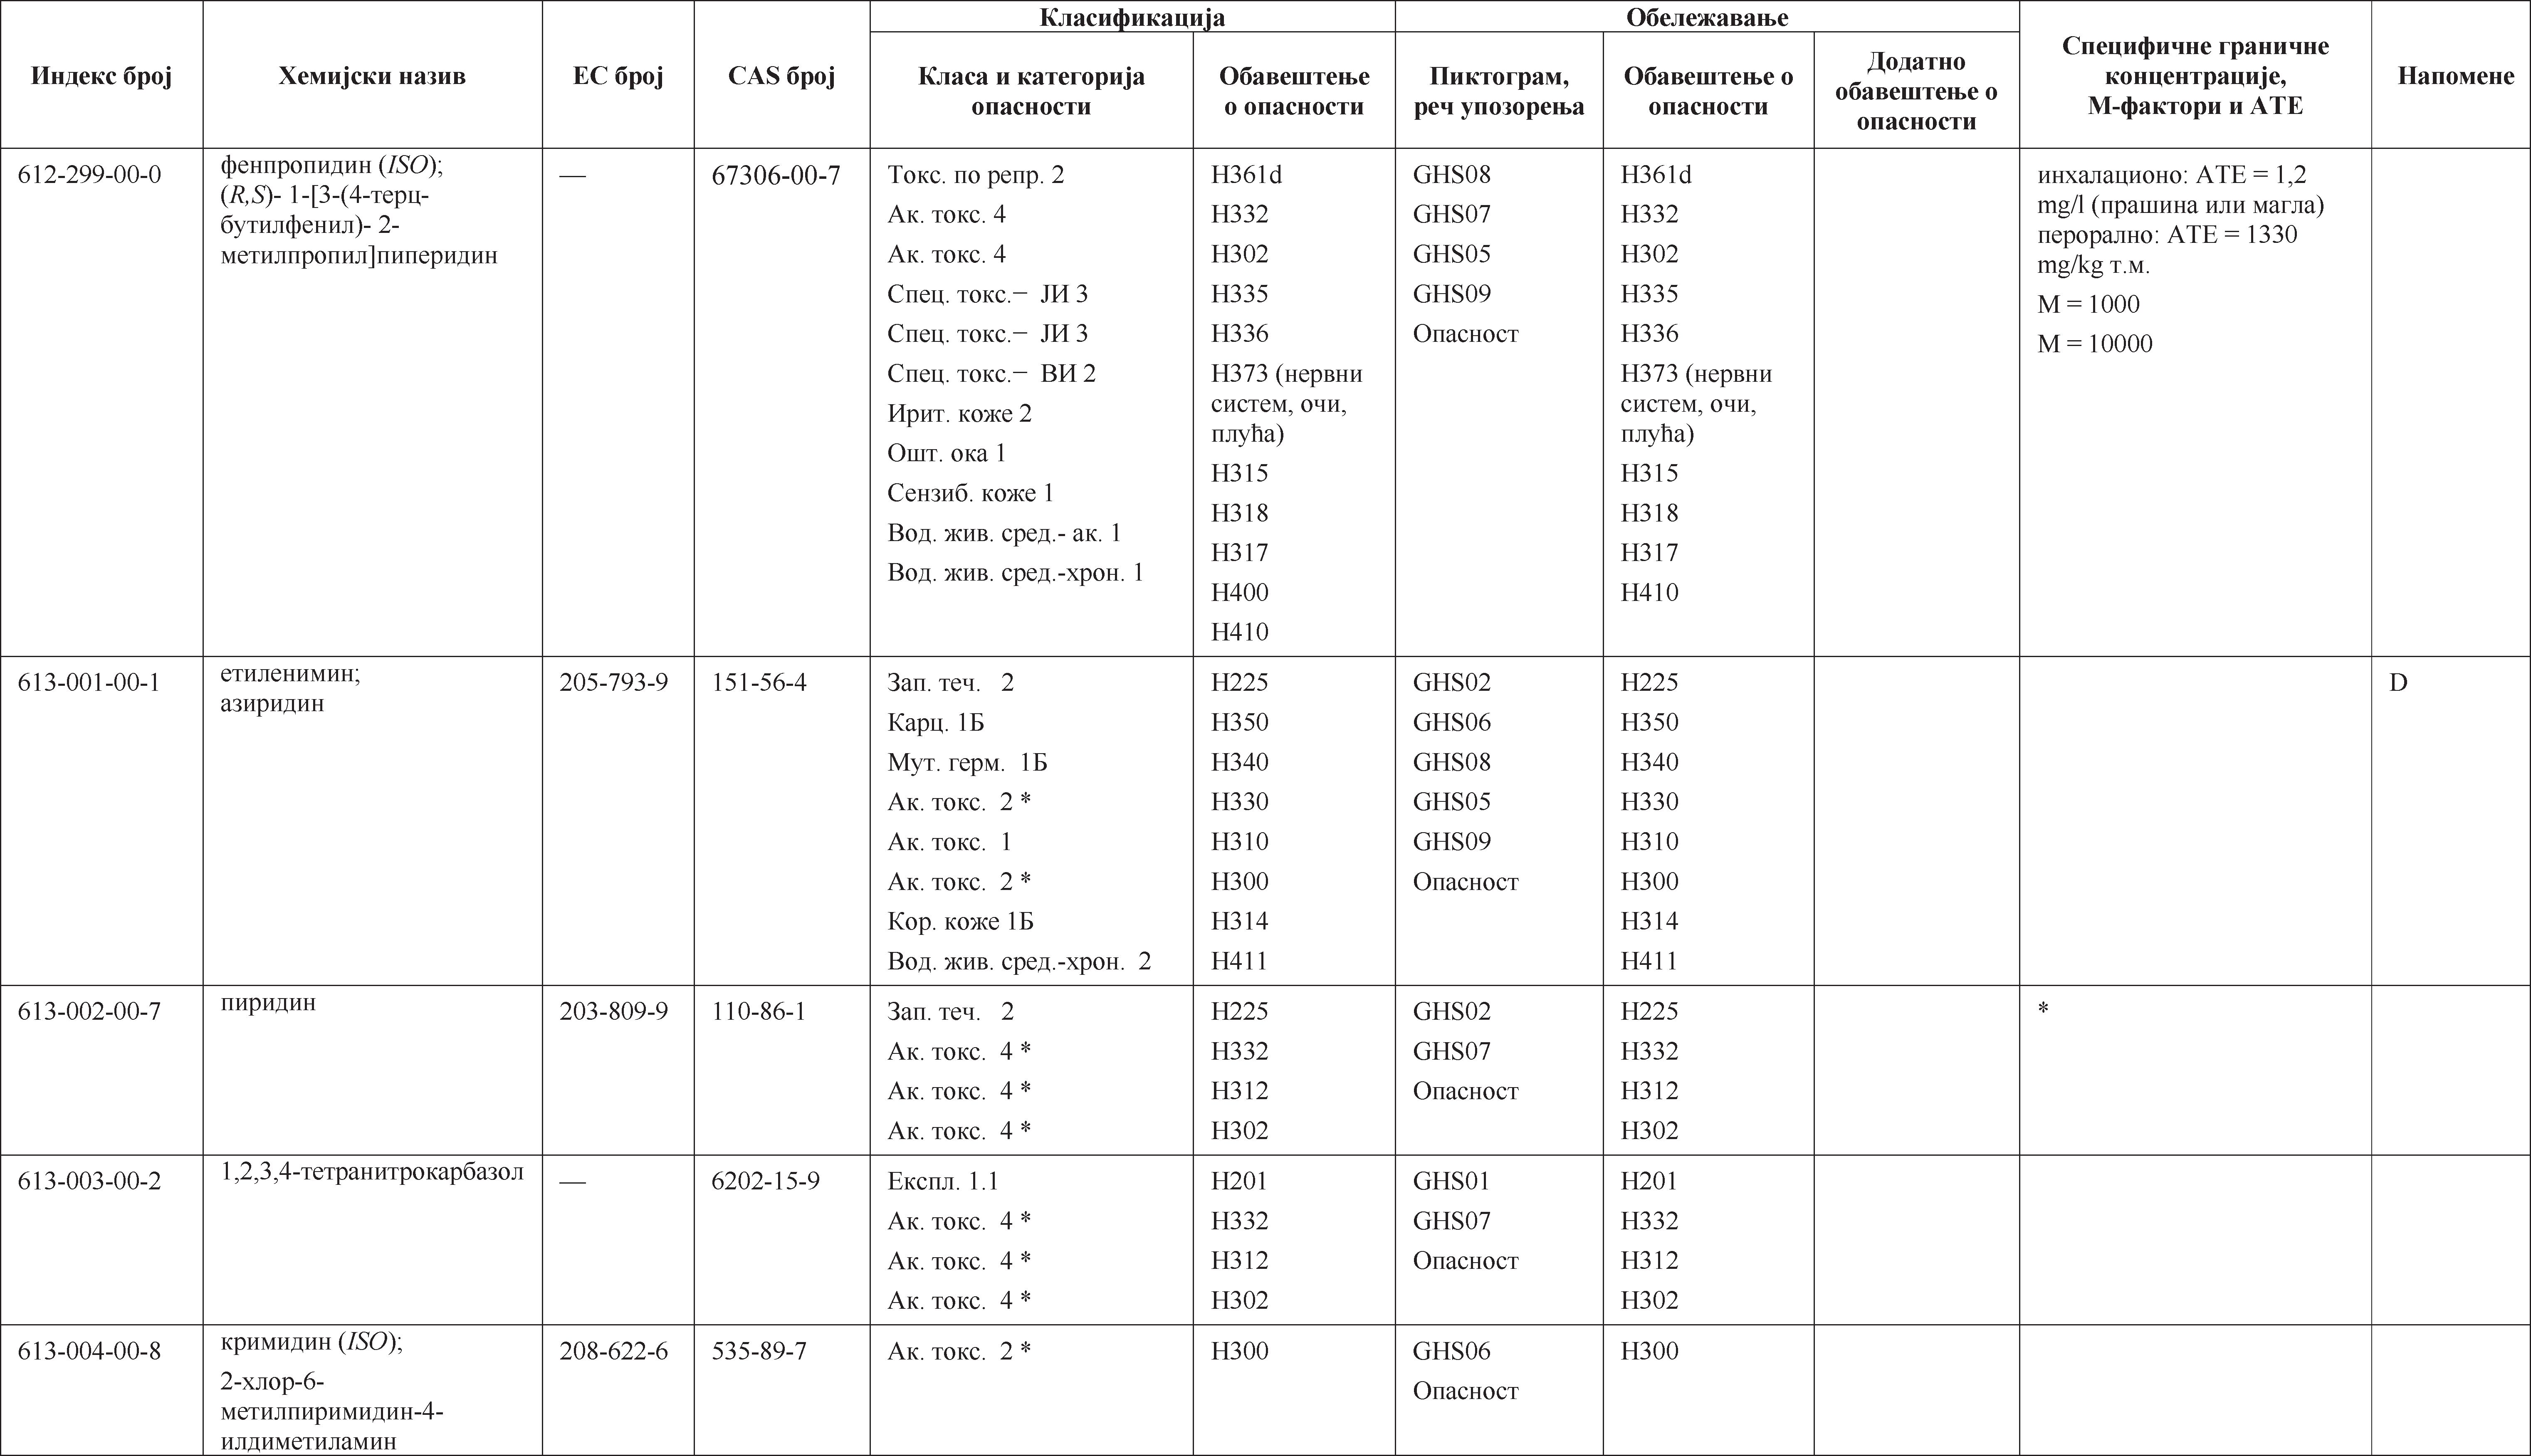 Индекс број
Хемијски назив
ЕС број
CAS број
Класификација
Обележавање
Специфичне граничне
концентрације,
М-фактори и АТЕ
Напомене
Класа и категорија
опасности
Обавештење
о опасности
Пиктограм,
реч упозорења
Обавештење о
опасности
Додатно
обавештење о
опасности
612-299-00-0
фенпропидин (ISO);
(R,S)- 1-[3-(4-терц-
бутилфенил)- 2-
метилпропил]пиперидин
—
67306-00-7
Токс. по репр. 2
Ак. токс. 4
Ак. токс. 4
Спец. токс.− ЈИ 3
Спец. токс.− ЈИ 3
Спец. токс.− ВИ 2
Ирит. коже 2
Ошт. ока 1
Сензиб. коже 1
Вод. жив. сред.- ак. 1
Вод. жив. сред.-хрон. 1
H361d
H332
H302
H335
H336
H373 (нервни
систем, очи,
плућа)
H315
H318
H317
H400
H410
GHS08
GHS07
GHS05
GHS09
Опасност
H361d
H332
H302
H335
H336
H373 (нервни
систем, очи,
плућа)
H315
H318
H317
H410
инхалационо: АТЕ = 1,2
mg/l (прашина или магла)
перорално: АТЕ = 1330
mg/kg т.м.
М = 1000
М = 10000
613-001-00-1
етиленимин;
азиридин
205-793-9
151-56-4
Зап. теч. 2
Карц. 1Б
Мут. герм. 1Б
Ак. токс. 2 *
Ак. токс. 1
Ак. токс. 2 *
Кор. коже 1Б
Вод. жив. сред.-хрон. 2
H225
H350
H340
H330
H310
H300
H314
H411
GHS02
GHS06
GHS08
GHS05
GHS09
Опасност
H225
H350
H340
H330
H310
H300
H314
H411
D
613-002-00-7
пиридин
203-809-9
110-86-1
Зап. теч. 2
Ак. токс. 4 *
Ак. токс. 4 *
Ак. токс. 4 *
H225
H332
H312
H302
GHS02
GHS07
Опасност
H225
H332
H312
H302
*
613-003-00-2
1,2,3,4-тетранитрокарбазол
—
6202-15-9
Експл. 1.1
Ак. токс. 4 *
Ак. токс. 4 *
Ак. токс. 4 *
H201
H332
H312
H302
GHS01
GHS07
Опасност
H201
H332
H312
H302
613-004-00-8
кримидин (ISO);
2-хлор-6-
метилпиримидин-4-
илдиметиламин
208-622-6
535-89-7
Ак. токс. 2 *
H300
GHS06
Опасност
H300